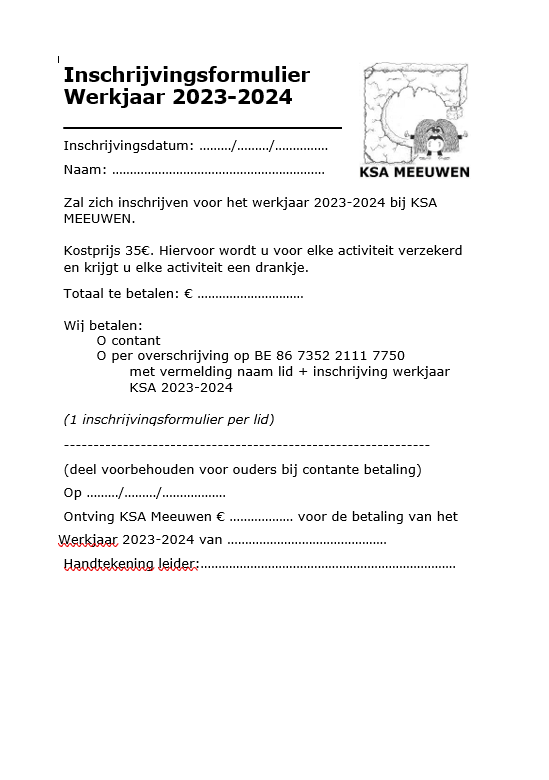 Inschrijvingsformulier
Werkjaar 2023-2024
Inschrijvingsdatum: ………/………/……………
KSA MEEUWEN
Naam: ……………………………………………………
Zal zich inschrijven voor het werkjaar 2023-2024 bij KSA
MEEUWEN.
Kostprijs 35€. Hiervoor wordt u voor elke activiteit verzekerd
en krijgt u elke activiteit een drankje.
Totaal te betalen: € …………………………
Wij betalen:
O contant
O per overschrijving op BE 86 7352 2111 7750
met vermelding naam lid + inschrijving werkjaar
KSA 2023-2024
(1 inschrijvingsformulier per lid)
--------------------------------------------------------------
(deel voorbehouden voor ouders bij contante betaling)
Op ………/………/………………
Ontving KSA Meeuwen € ……………… voor de betaling van het
Werkjaar 2023-2024 van ………………………………………
Handtekening leider:………………………………………………………………